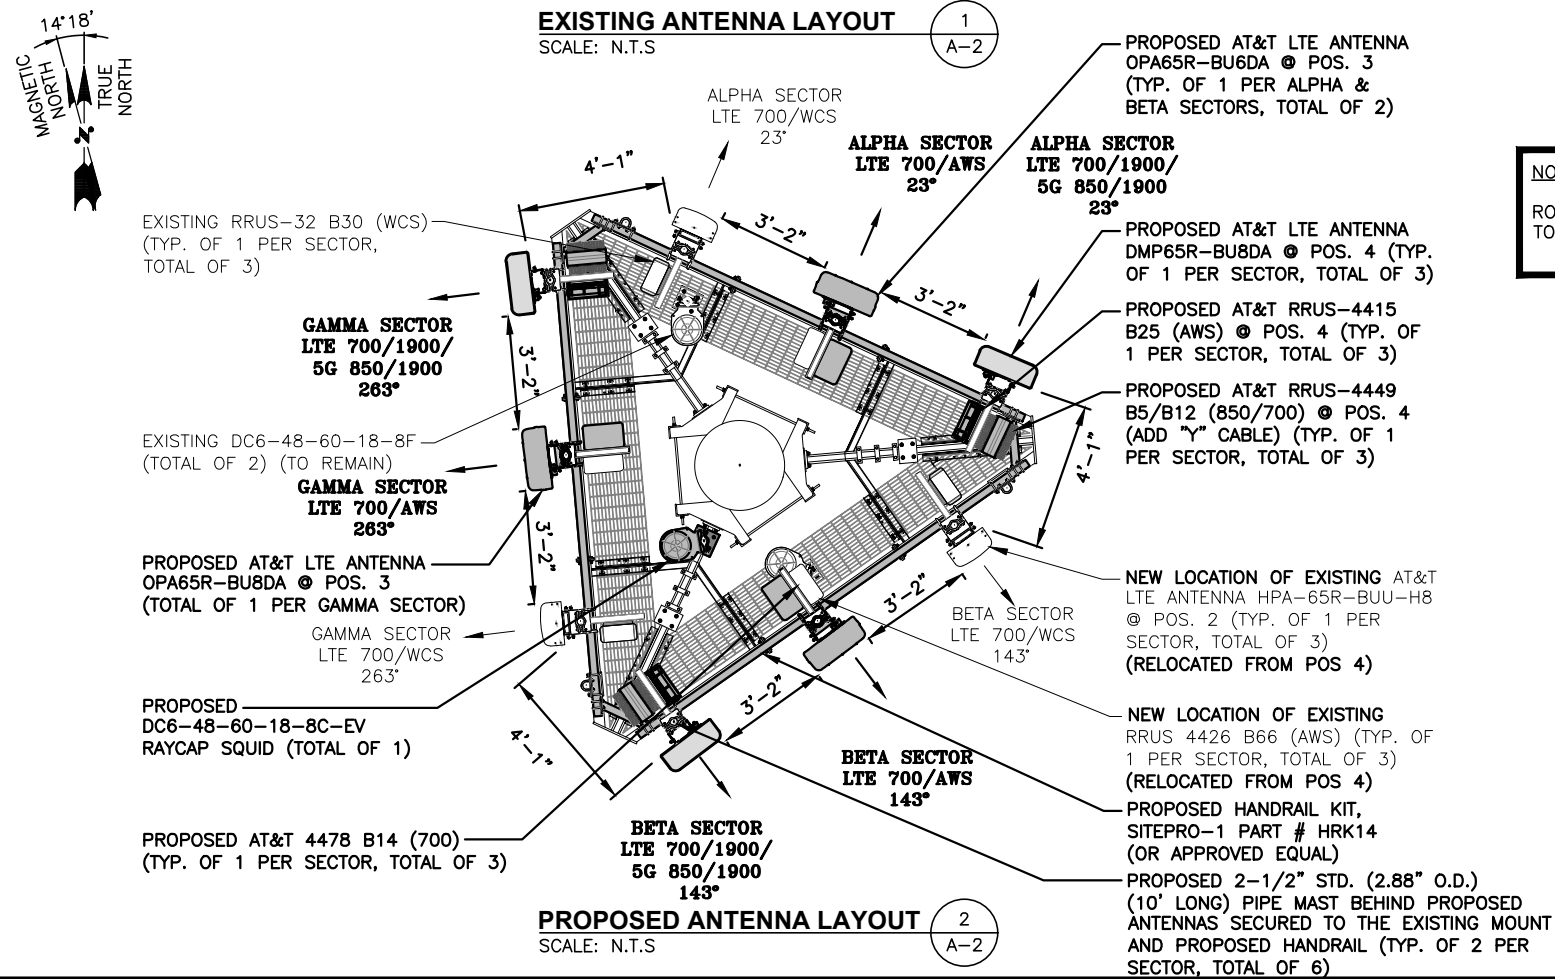 EXISTING ANTENNA LAYOUT
SCALE: N.T.S
1
A-2
14°18'
MAGNETIC
NORTH
TRUE
NORTH
N
ALPHA SECTOR
LTE 700/WCS
23°
ALPHA SECTOR
LTE 700/AWS
23°
ALPHA SECTOR
LTE 700/1900/
5G 850/1900
23°
PROPOSED AT&T LTE ANTENNA
OPA65R-BU6DA @ POS. 3
(TYP. OF 1 PER ALPHA &
BETA SECTORS, TOTAL OF 2)
NO
RO
TO
4'-1"
3'-2"
3'-2"
EXISTING RRUS-32 B30 (WCS)
(TYP. OF 1 PER SECTOR,
TOTAL OF 3)
PROPOSED AT&T LTE ANTENNA
DMP65R-BU8DA @ POS. 4 (TYP.
OF 1 PER SECTOR, TOTAL OF 3)
GAMMA SECTOR
LTE 700/1900/
5G 850/1900
263°
3'-2"
PROPOSED AT&T RRUS-4415
B25 (AWS) @ POS. 4 (TYP. OF
1 PER SECTOR, TOTAL OF 3)
PROPOSED AT&T RRUS-4449
B5/B12 (850/700) @ POS. 4
(ADD "Y" CABLE) (TYP. OF 1
PER SECTOR, TOTAL OF 3)
4'-1"
EXISTING DC6-48-60-18-8F
(TOTAL OF 2) (TO REMAIN)
GAMMA SECTOR
LTE 700/AWS
263°
3'-2"
PROPOSED AT&T LTE ANTENNA
OPA65R-BU8DA @ POS. 3
(TOTAL OF 1 PER GAMMA SECTOR)
GAMMA SECTOR
LTE 700/WCS
263°
3'-2"
BETA SECTOR
LTE 700/WCS
143°
NEW LOCATION OF EXISTING AT&T
LTE ANTENNA HPA-65R-BUU-H8
@ POS. 2 (TYP. OF 1 PER
SECTOR, TOTAL OF 3)
(RELOCATED FROM POS 4)
PROPOSED
DC6-48-60-18-8C-EV
RAYCAP SQUID (TOTAL OF 1)
4'-1"
3'-2"
NEW LOCATION OF EXISTING
RRUS 4426 B66 (AWS) (TYP. OF
1 PER SECTOR, TOTAL OF 3)
(RELOCATED FROM POS 4)
BETA SECTOR
LTE 700/AWS
143°
PROPOSED AT&T 4478 B14 (700)
(TYP. OF 1 PER SECTOR, TOTAL OF 3)
BETA SECTOR
LTE 700/1900/
5G 850/1900
143°
PROPOSED HANDRAIL KIT,
SITEPRO-1 PART # HRK14
(OR APPROVED EQUAL)
PROPOSED 2-1/2" STD. (2.88" O.D.)
(10' LONG) PIPE MAST BEHIND PROPOSED
ANTENNAS SECURED TO THE EXISTING MOUNT
AND PROPOSED HANDRAIL (TYP. OF 2 PER
SECTOR, TOTAL OF 6)
PROPOSED ANTENNA LAYOUT
SCALE: N.T.S
2
A-2